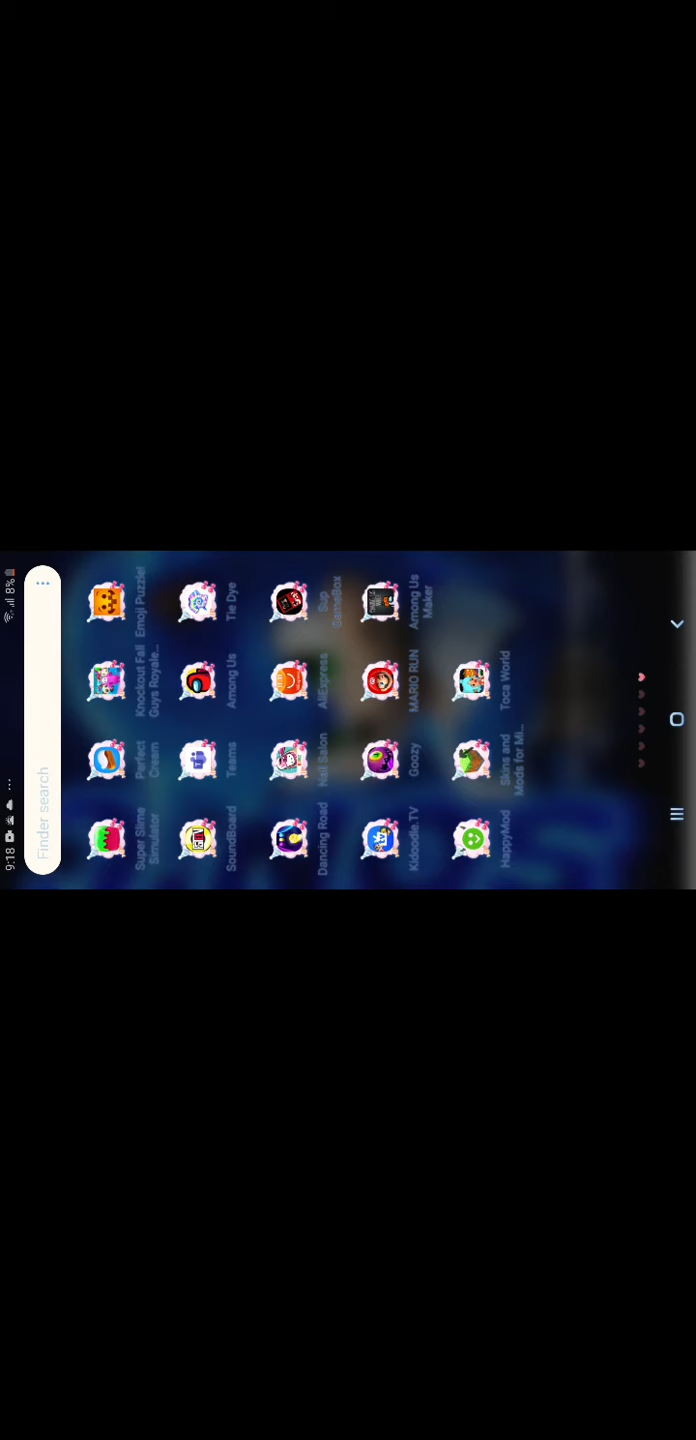 9:18
8%
Finder search
Super Slime
Simulator
Perfect
Cream
Knockout Fall
Guys Royale...
Emoji Puzzle!
SoundBoard
Teams
Among Us
Tie Dye
Dancing Road
Nail Salon
AliExpress
Sup
GameBox
Kidoodle.TV
Goozy
MARIO RUN
Among Us
Maker
HappyMod
Skins and
Mods for Mi...
Toca World